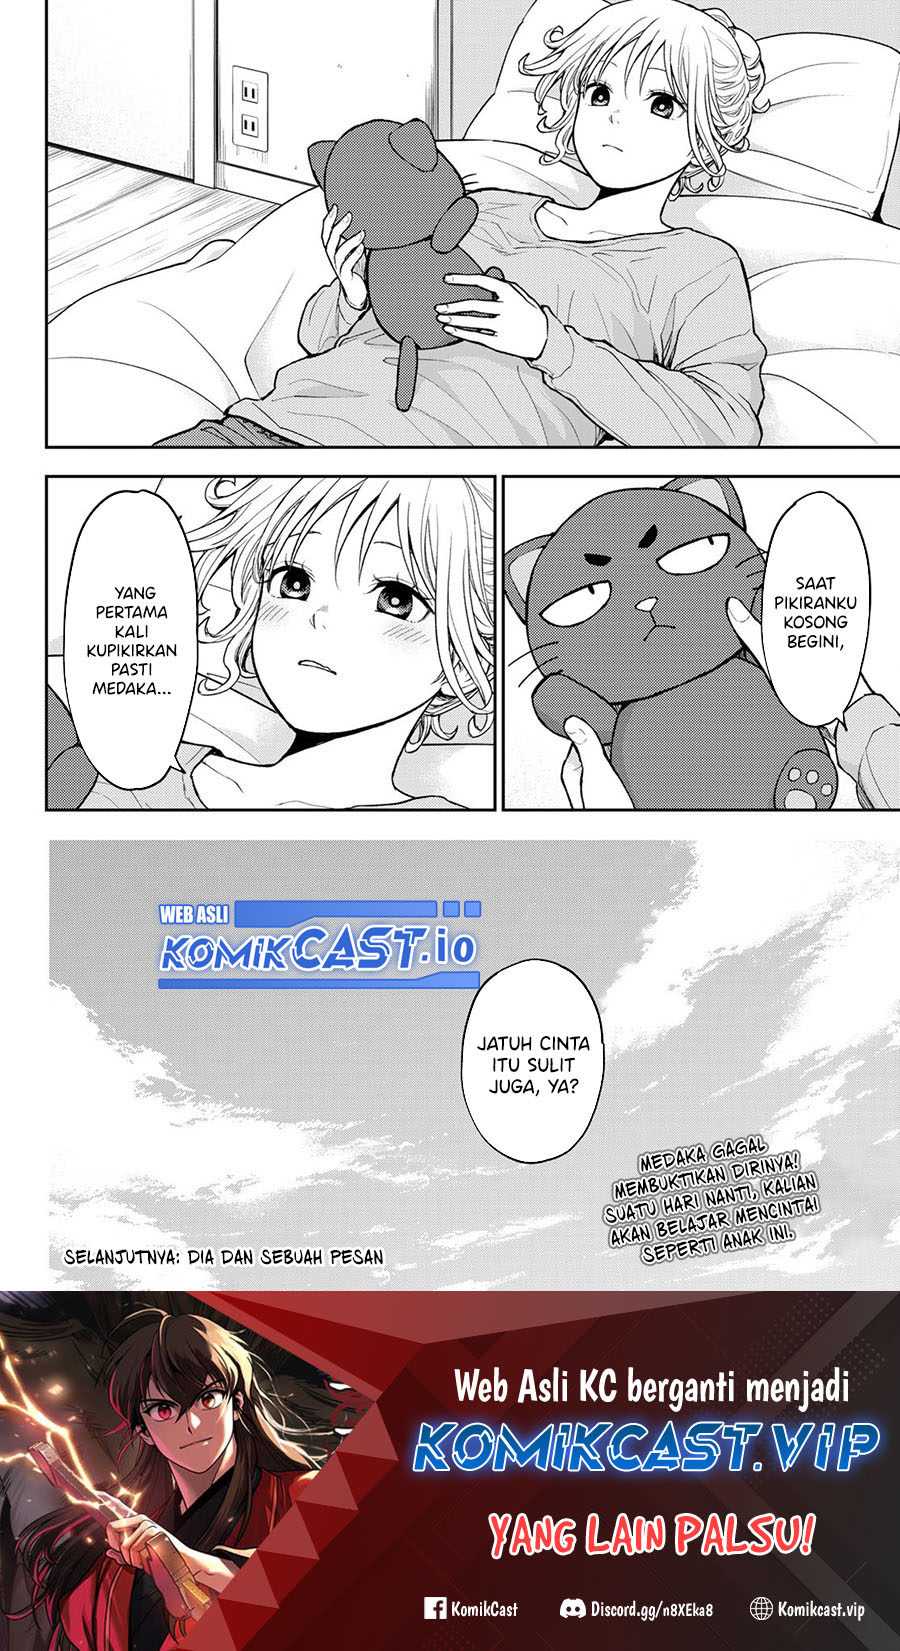 SAAT
PIKIRANKU
KOSONG
BEGINI,
YANG
PERTAMA
KALI
KUPIKIRKAN
PASTI
MEDAKA...
WEB ASLI
KOMIKCAST.iO
JATUH CINTA
ITU SULIT
JUGA, YA?
MEDAKA GAGAL
MEMBUKTIKAN DIRINYA!
SUATU HARI NANTI, KALIAN
AKAN BELAJAR MENCINTAI
SEPERTI ANAK INI.
SELANJUTNYA: DIA DAN SEBUAH PESAN
Web Asli KC berganti menjadi
KOMIKCAST.VIP
YANG LAIN PALSU!
KomikCast
Discord.gg/n8XEka8
Komikcast.vip